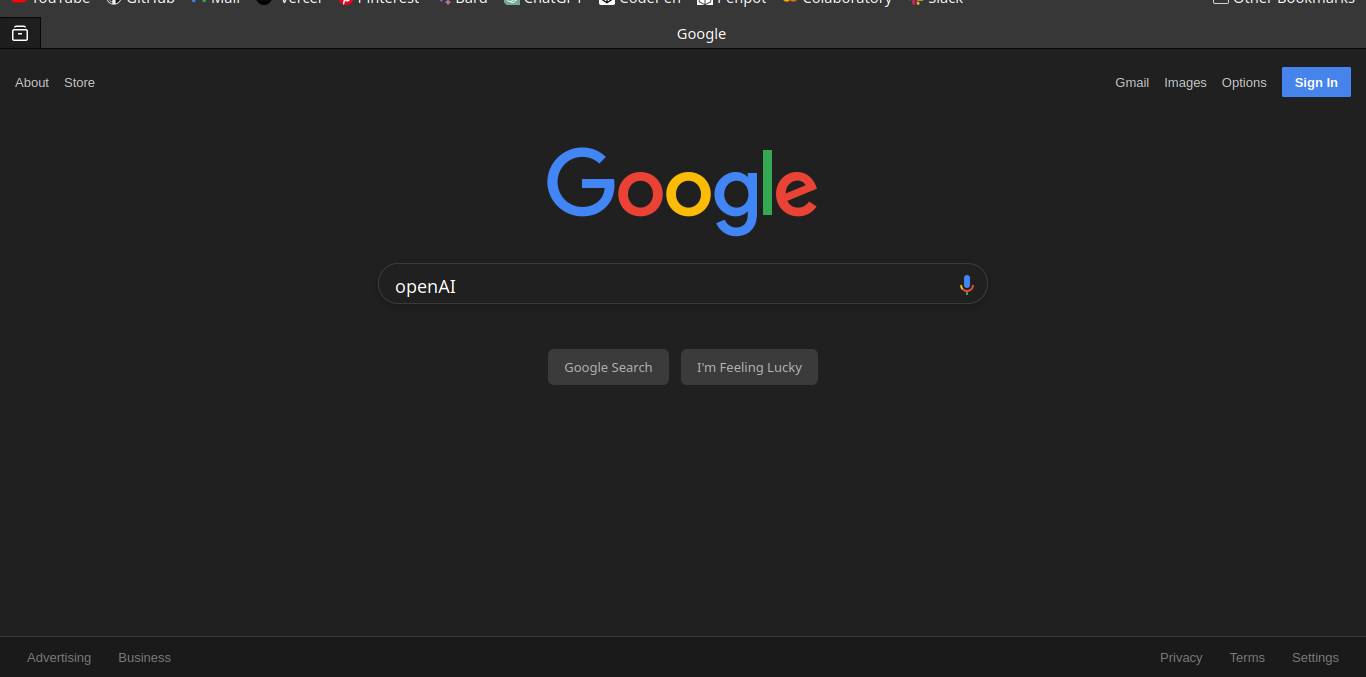 YouTube GitHub Mail Vercel Pinterest Bard ChatGPT CodePen Penpot Colaboratory Slack Other Bookmarks
Google
About Store Gmail Images Options Sign In
Google
openAI
Google Search I'm Feeling Lucky
Advertising Business Privacy Terms Settings